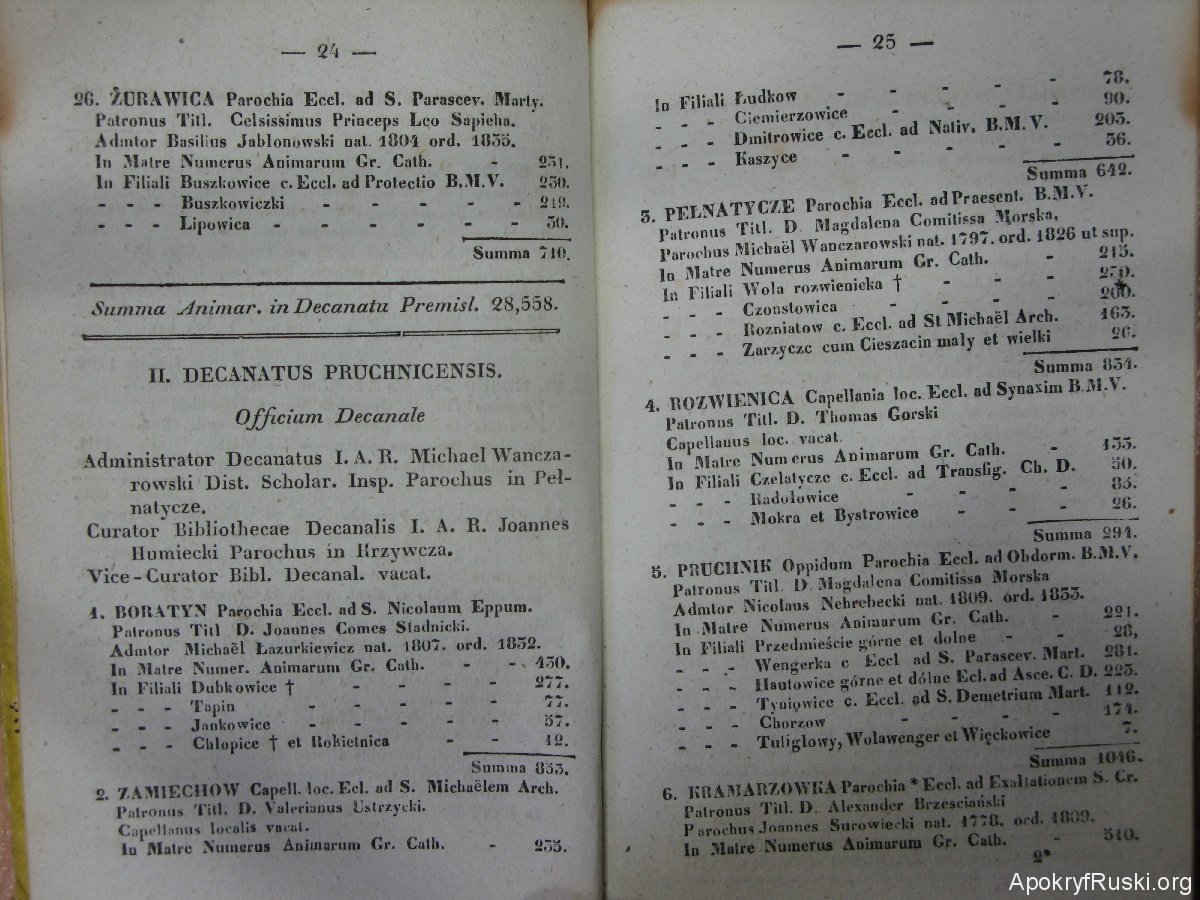 — 24 —
26. ŻURAWICA Parochia Eccl. ad S. Parascev. Marty.
Patronus Titl. Celsissimus Princeps Leo Sapieha.
Admtor Basilius Jabłonowski nat. 1804 ord. 1835.
In Matre Numerus Animarum Gr. Cath. - 231.
In Filiali Buszkowice c. Eccl. ad Protectio B.M.V. 230.
- - - Buszkowiczki - - - - - 219.
- - - Lipowica - - - - - - 30.
Summa 710.
Summa Animar. in Decanatu Premisl. 28,558.
II. DECANATUS PRUCHNICENSIS.
Officium Decanale
Administrator Decanatus I. A. R. Michael Wancza-
rowski Dist. Scholar. Insp. Parochus in Peł-
natycze.
Curator Bibliothecae Decanalis I. A. R. Joannes
Humiecki Parochus in Krzywcza.
Vice-Curator Bibl. Decanal. vacat.
1. BORATYN Parochia Eccl. ad S. Nicolaum Eppum.
Patronus Titl D. Joannes Comes Stadnicki.
Admtor Michaël Łazurkiewicz nat. 1807. ord. 1832.
In Matre Numer. Animarum Gr. Cath. - - 430.
In Filiali Dubkowice † - - - - 277.
- - - Tapin - - - - - 77.
- - - Jankowice - - - - - 57.
- - - Chłopice † et Rokietnica - - 12.
Summa 853.
2. ZAMIECHOW Capell. loc. Ecl. ad S. Michaëlem Arch.
Patronus Titl. D. Valerianus Ustrzycki.
Capellanus localis vacat.
In Matre Numerus Animarum Gr. Cath. - 235.
— 25 —
In Filiali Łudkow - - - - - 78.
- - - Ciemierzowice - - - - 90.
- - - Dmitrowice c. Eccl. ad Nativ. B.M.V. 203.
- - - Kaszyce - - - - - 36.
Summa 642.
3. PEŁNATYCZE Parochia Eccl. ad Praesent. B.M.V.
Patronus Titl. D. Magdalena Comitissa Morska,
Parochus Michaël Wanczarowski nat. 1797. ord. 1826 ut sup.
In Matre Numerus Animarum Gr. Cath. - 215.
In Filiali Wola rozwienicka † - - - 230.
- - - Czonstowica 200.
- - - Rozniatow c. Eccl. ad St Michaël Arch. 163.
- - - Zarzycze cum Cieszacin mały et wielki 26.
Summa 834.
4. ROZWIENICA Capellania loc. Eccl. ad Synaxim B.M.V.
Patronus Titl. D. Thomas Gorski
Capellanus loc. vacat.
In Matre Numerus Animarum Gr. Cath. - 133.
In Filiali Czelatycze c. Eccl. ad Transfig. Ch. D. 50.
- - - Radołowice - - - - 85.
- - - Mokra et Bystrowice - - - 26.
Summa 294.
5. PRUCHNIK Oppidum Parochia Eccl. ad Obdorm. B.M.V.
Patronus Titl. D. Magdalena Comitissa Morska
Admtor Nicolaus Nehrebecki nat. 1809. ord. 1833.
In Matre Numerus Animarum Gr. Cath. - 221.
In Filiali Przedmieście górne et dolne - - 28,
- - - Wengerka c Eccl ad S. Parascev. Mart. 281.
- - - Hautowice górne et dólne Ecl. ad Asce. C. D. 223.
- - - Tyniowice c. Eccl. ad S. Demetrium Mart. 112.
- - - Chorzow - - - - 174.
- - - Tuligłowy, Wolawenger et Więckowice 7.
Summa 1046.
6. KRAMARZOWKA Parochia * Eccl. ad Exaltationem S. Cr.
Patronus Titl. D. Alexander Brzesciański
Parochus Joannes Surowiecki nat. 1778. ord. 1809.
In Matre Numerus Animarum Gr. Cath. - 510.
2*
ApokryfRuski.org